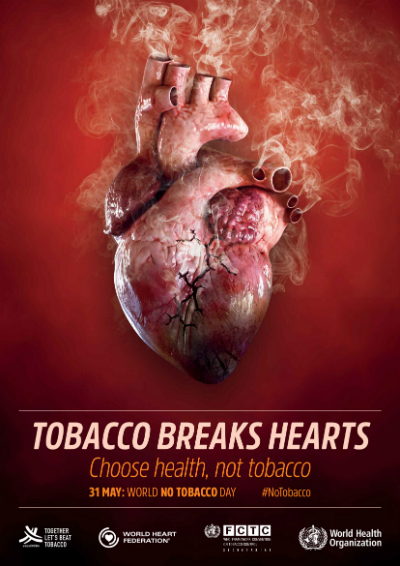 TOBACCO BREAKS HEARTS
Choose health, not tobacco
31 MAY: WORLD NO TOBACCO DAY #NoTobacco
TOGETHER
LET'S BEAT
TOBACCO
WORLD HEART
FEDERATION®
FCTC
World Health
Organization